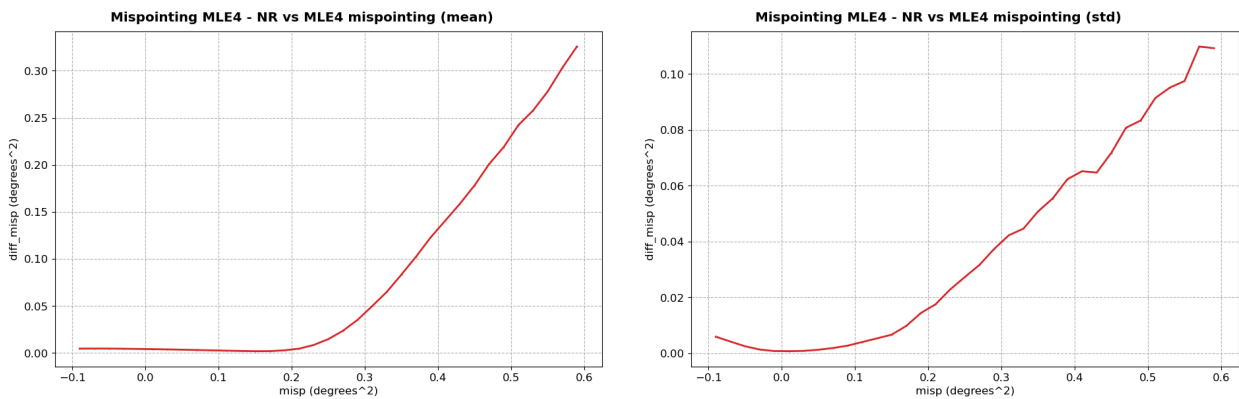 Mispointing MLE4 - NR vs MLE4 mispointing (mean)
0.30
0.25
0.20
0.15
0.10
0.05
0.00
diff_misp (degrees^2)
−0.1 0.0 0.1 0.2 0.3 0.4 0.5 0.6
misp (degrees^2)
Mispointing MLE4 - NR vs MLE4 mispointing (std)
0.10
0.08
0.06
0.04
0.02
0.00
diff_misp (degrees^2)
−0.1 0.0 0.1 0.2 0.3 0.4 0.5 0.6
misp (degrees^2)